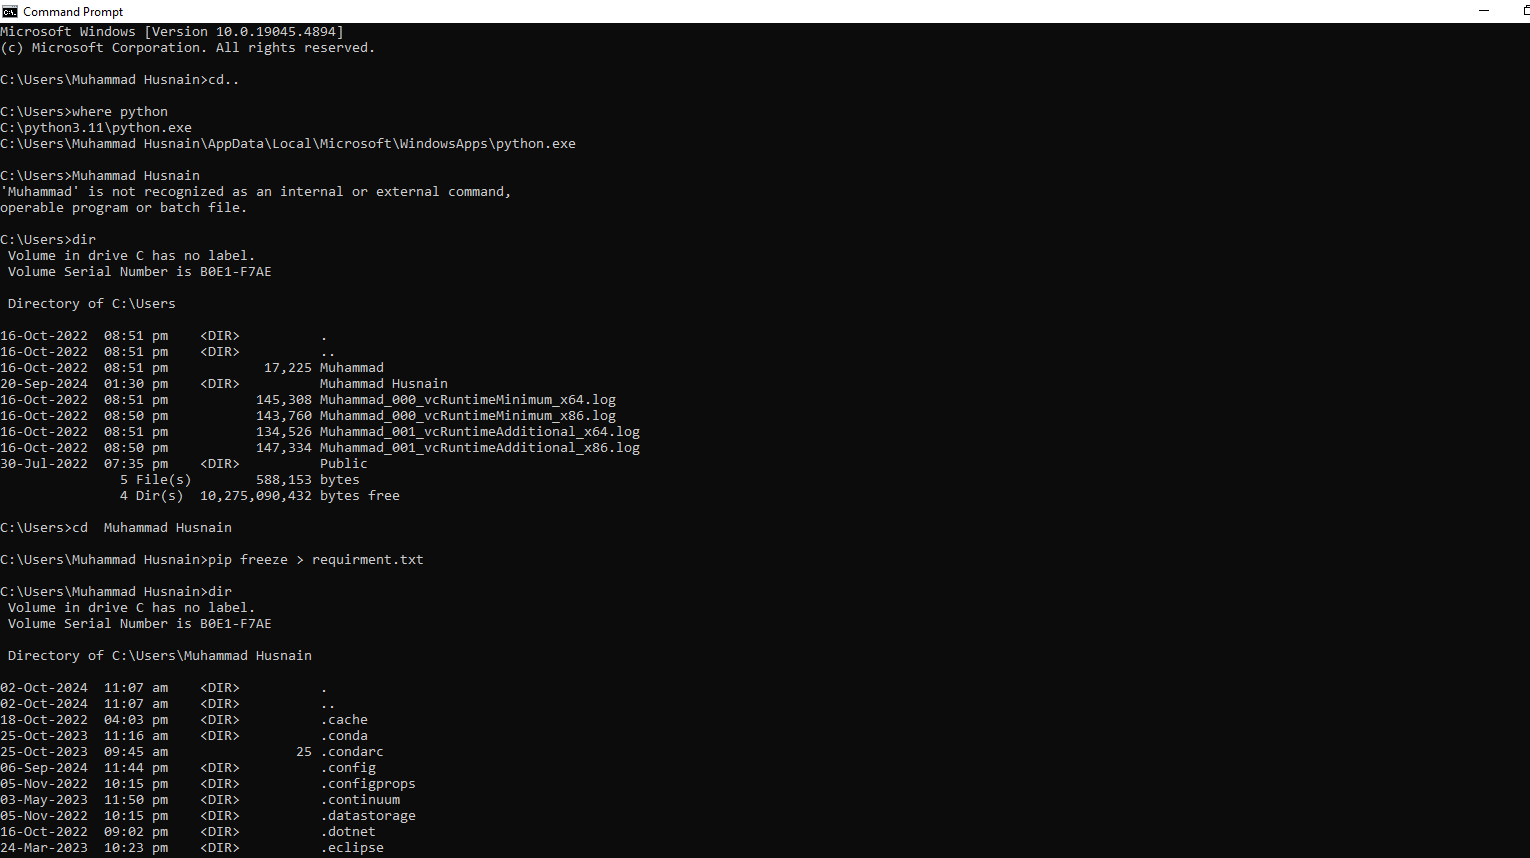 Command Prompt
Microsoft Windows [Version 10.0.19045.4894]
(c) Microsoft Corporation. All rights reserved.
C:\Users\Muhammad Husnain>cd..
C:\Users>where python
C:\python3.11\python.exe
C:\Users\Muhammad Husnain\AppData\Local\Microsoft\WindowsApps\python.exe
C:\Users>Muhammad Husnain
'Muhammad' is not recognized as an internal or external command,
operable program or batch file.
C:\Users>dir
 Volume in drive C has no label.
 Volume Serial Number is B0E1-F7AE
 Directory of C:\Users
16-Oct-2022  08:51 pm    <DIR>          .
16-Oct-2022  08:51 pm    <DIR>          ..
16-Oct-2022  08:51 pm            17,225 Muhammad
20-Sep-2024  01:30 pm    <DIR>          Muhammad Husnain
16-Oct-2022  08:51 pm           145,308 Muhammad_000_vcRuntimeMinimum_x64.log
16-Oct-2022  08:50 pm           143,760 Muhammad_000_vcRuntimeMinimum_x86.log
16-Oct-2022  08:51 pm           134,526 Muhammad_001_vcRuntimeAdditional_x64.log
16-Oct-2022  08:50 pm           147,334 Muhammad_001_vcRuntimeAdditional_x86.log
30-Jul-2022  07:35 pm    <DIR>          Public
               5 File(s)        588,153 bytes
               4 Dir(s)  10,275,090,432 bytes free
C:\Users>cd  Muhammad Husnain
C:\Users\Muhammad Husnain>pip freeze > requirment.txt
C:\Users\Muhammad Husnain>dir
 Volume in drive C has no label.
 Volume Serial Number is B0E1-F7AE
 Directory of C:\Users\Muhammad Husnain
02-Oct-2024  11:07 am    <DIR>          .
02-Oct-2024  11:07 am    <DIR>          ..
18-Oct-2022  04:03 pm    <DIR>          .cache
25-Oct-2023  11:16 am    <DIR>          .conda
25-Oct-2023  09:45 am                25 .condarc
06-Sep-2024  11:44 pm    <DIR>          .config
05-Nov-2022  10:15 pm    <DIR>          .configprops
03-May-2023  11:50 pm    <DIR>          .continuum
05-Nov-2022  10:15 pm    <DIR>          .datastorage
16-Oct-2022  09:02 pm    <DIR>          .dotnet
24-Mar-2023  10:23 pm    <DIR>          .eclipse